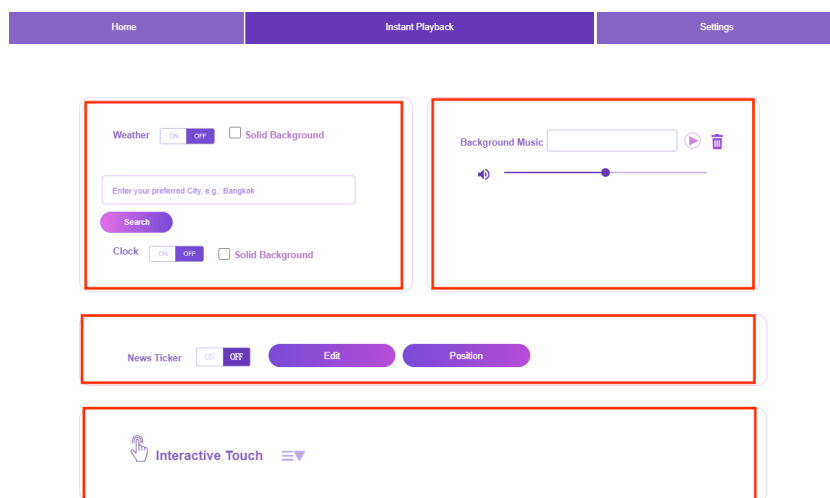 Home Instant Playback Settings
Weather ON OFF Solid Background
Enter your preferred City, e.g.: Bangkok
Search
Clock ON OFF Solid Background
Background Music
News Ticker ON OFF Edit Position
Interactive Touch